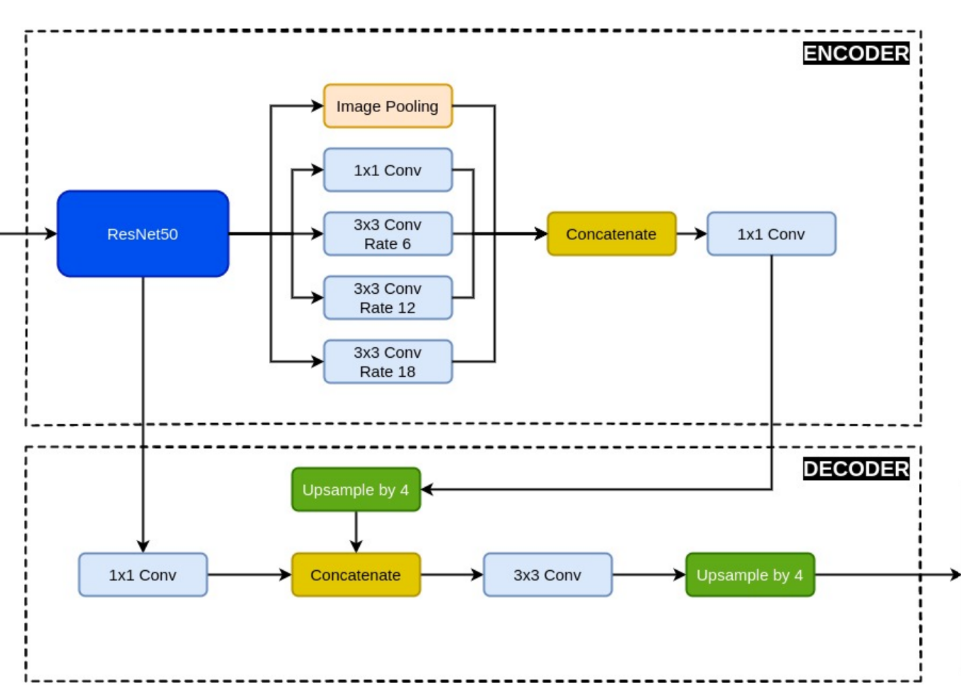 ENCODER
Image Pooling
1x1 Conv
ResNet50
3x3 Conv
Rate 6
Concatenate
1x1 Conv
3x3 Conv
Rate 12
3x3 Conv
Rate 18
DECODER
Upsample by 4
1x1 Conv
Concatenate
3x3 Conv
Upsample by 4